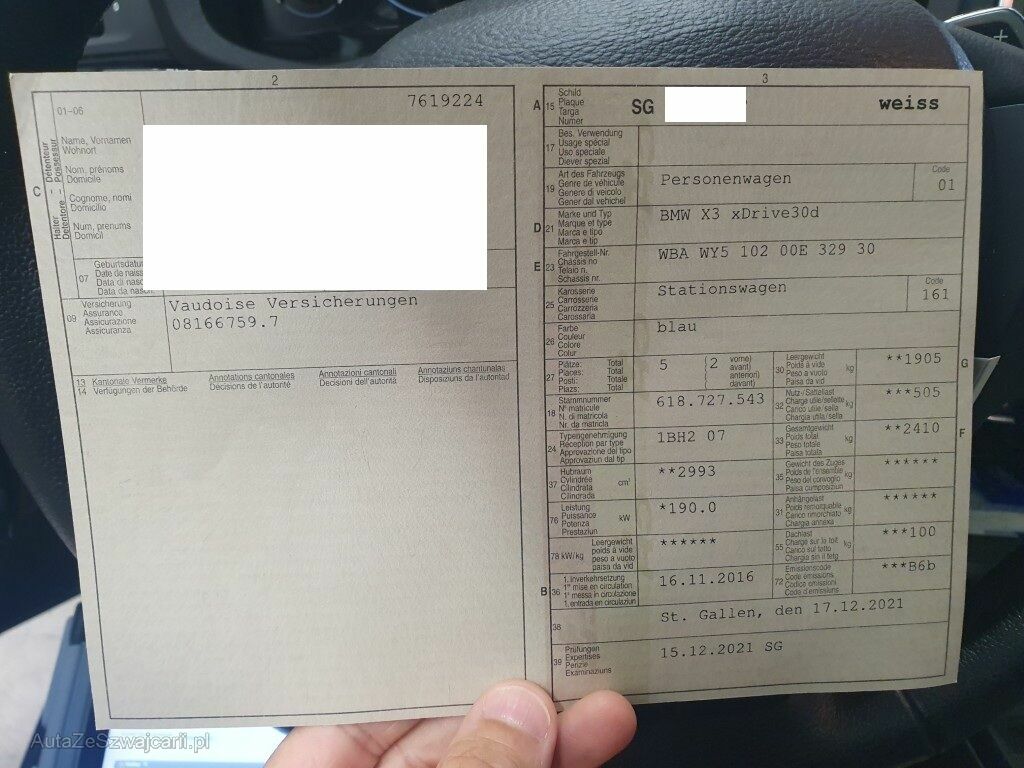 2
01-06
7619224
C
Détenteur
Possessur
Halter
Detentore
Name, Vornamen
Wohnort
Nom, prénoms
Domicile
Cognome, nomi
Domicilio
Num, prenums
Domicil
07
Geburtsdatum
Date de naiss
Data di nasc
Data da nasch
09
Versicherung
Assurance
Assicurazione
Assicuranza
Vaudoise Versicherungen
08166759.7
13
14
Kantonale Vermerke
Verfügungen der Behörde
Annotations cantonales
Décisions de l'autorité
Annotazioni cantonali
Decisioni dell'autorità
Annotaziuns chantunalas
Disposiziuns da l'autoritad
3
A 15
Schild
Plaque
Targa
Numer
SG
weiss
17
Bes. Verwendung
Usage spécial
Uso speciale
Diever spezial
19
Art des Fahrzeugs
Genre de véhicule
Genere di veicolo
Gener dal vehichel
Personenwagen
Code
01
D 21
Marke und Typ
Marque et type
Marca e tipo
Marca e tip
BMW X3 xDrive30d
E 23
Fahrgestell-Nr.
Châssis no
Telaio n.
Schassis nr.
WBA WY5 102 00E 329 30
25
Karosserie
Carrosserie
Carrozzeria
Carossaria
Stationswagen
Code
161
26
Farbe
Couleur
Colore
Colur
blau
27
Plätze: Total
Places: Total
Posti: Totale
Plazs: Total
5 (2
vorne)
avant)
anteriori)
davant)
30
Leergewicht
Poids à vide
Peso a vuoto
Paisa da vid
kg
**1905
G
18
Stammnummer
N° matricule
N. di matricola
Nr. da matricla
618.727.543
32
Nutz-/Sattellast
Charge utile/sellette
Carico utile/sella
Chargia utila/sella
kg
***505
24
Typengenehmigung
Réception par type
Approvazione del tipo
Approvaziun dal tip
1BH2 07
33
Gesamtgewicht
Poids total
Peso totale
Paisa totala
kg
**2410
F
37
Hubraum
Cylindrée
Cilindrata
Cilindrada
cm³
**2993
35
Gewicht des Zuges
Poids de l'ensemble
Peso del convoglio
Paisa cumposiziun
kg
******
76
Leistung
Puissance
Potenza
Prestaziun
kW
*190.0
31
Anhängelast
Poids remorquable
Carico rimorchiato
Chargia annexa
kg
******
78 kW/kg
Leergewicht
poids à vide
peso a vuoto
paisa da vid
******
55
Dachlast
Charge sur le toit
Carico sul tetto
Chargia sin il tetg
kg
***100
B 36
1. Inverkehrsetzung
1re mise en circulation
1a messa in circolazione
1. entrada en circulaziun
16.11.2016
72
Emissionscode
Code émissions
Codice emissioni
Code d'emissiuns
***B6b
38
St. Gallen, den 17.12.2021
39
Prüfungen
Expertises
Perizie
Examinaziuns
15.12.2021 SG
AutaZeSzwajcarii.pl